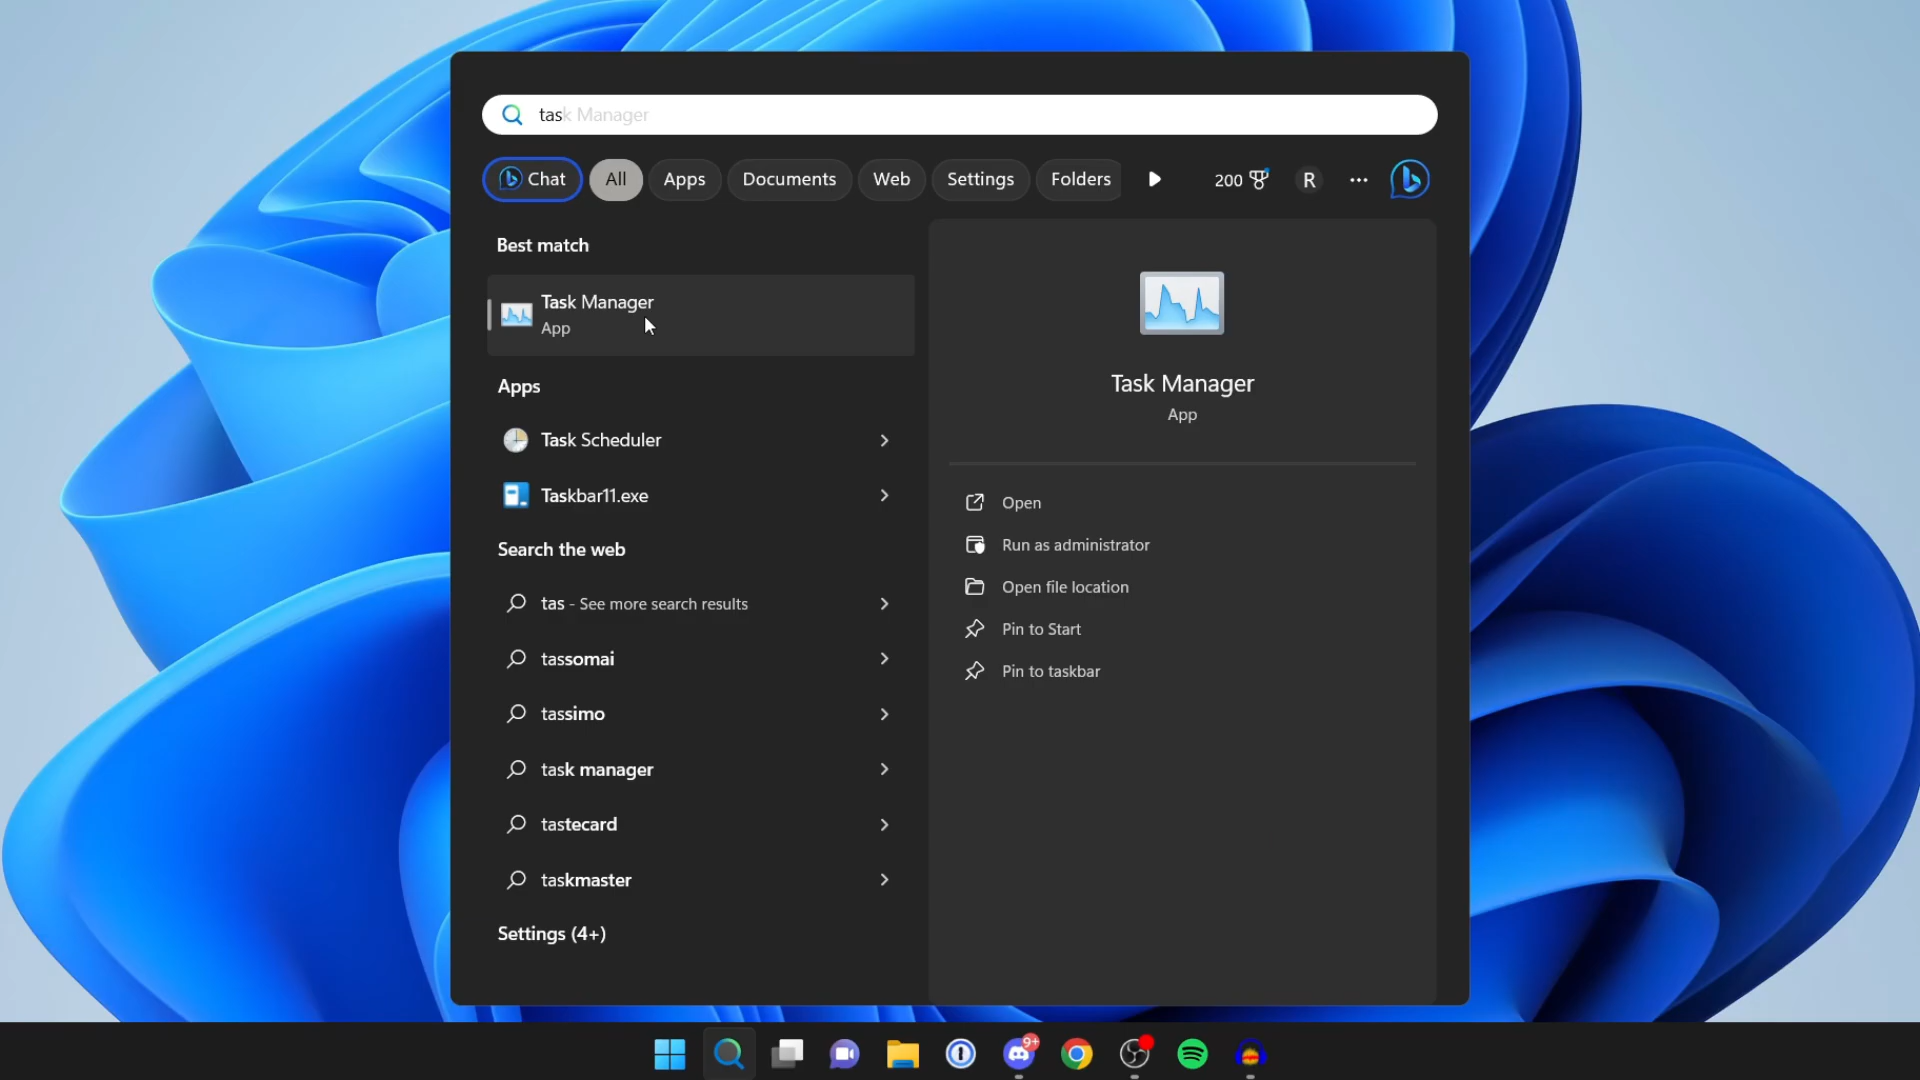 task Manager
Chat All Apps Documents Web Settings Folders 200 R
Best match
Task Manager
App
Apps
Task Scheduler
Taskbar11.exe
Search the web
tas - See more search results
tassomai
tassimo
task manager
tastecard
taskmaster
Settings (4+)
Task Manager
App
Open
Run as administrator
Open file location
Pin to Start
Pin to taskbar
9+